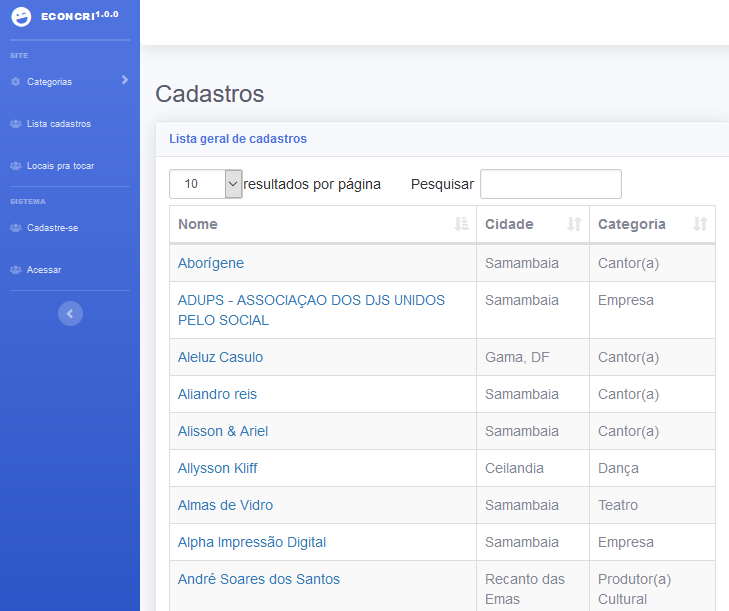 ECONCRI1.0.0
SITE
Categorias
Lista cadastros
Locais pra tocar
SISTEMA
Cadastre-se
Acessar
Cadastros
Lista geral de cadastros
10 resultados por página Pesquisar
Nome Cidade Categoria
Aborígene Samambaia Cantor(a)
ADUPS - ASSOCIAÇAO DOS DJS UNIDOS Samambaia Empresa
PELO SOCIAL
Aleluz Casulo Gama, DF Cantor(a)
Aliandro reis Samambaia Cantor(a)
Alisson & Ariel Samambaia Cantor(a)
Allysson Kliff Ceilandia Dança
Almas de Vidro Samambaia Teatro
Alpha Impressão Digital Samambaia Empresa
André Soares dos Santos Recanto das Produtor(a)
Emas Cultural